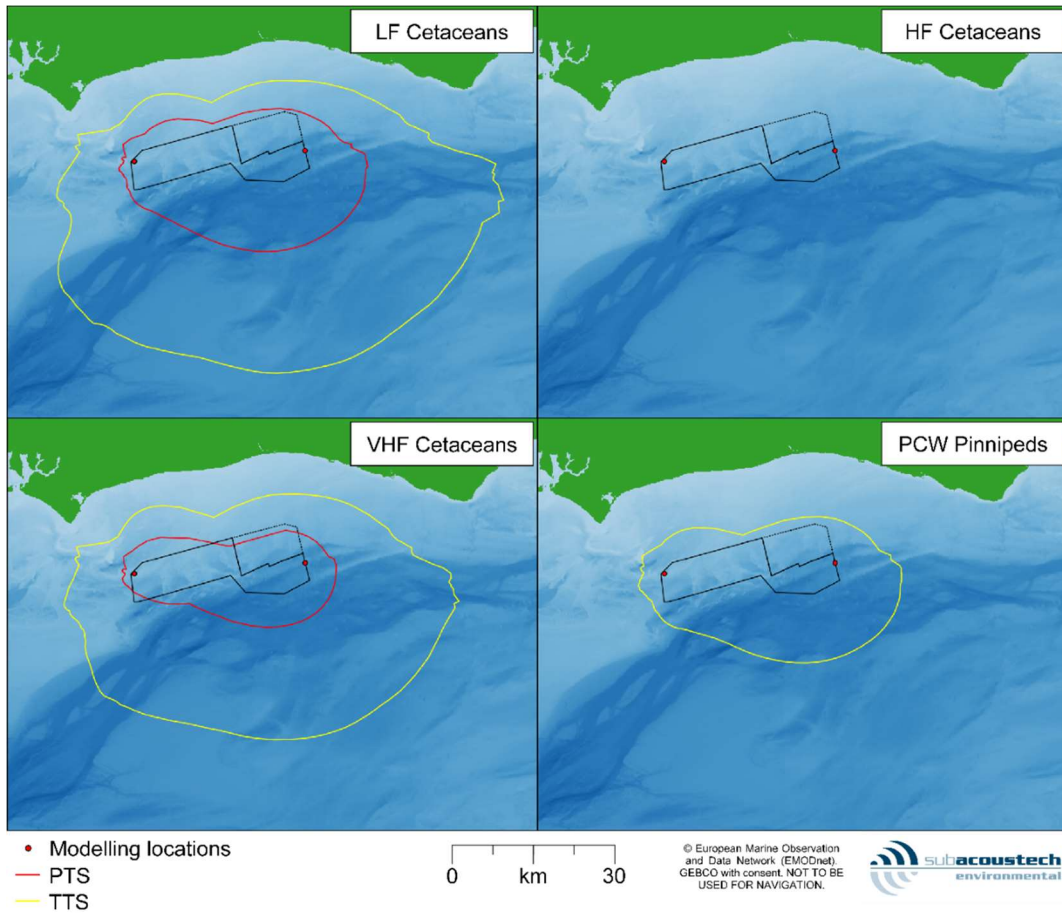 LF Cetaceans
HF Cetaceans
VHF Cetaceans
PCW Pinnipeds
Modelling locations
PTS
TTS
0 km 30
© European Marine Observation
and Data Network (EMODnet).
GEBCO with consent. NOT TO BE
USED FOR NAVIGATION.
subacoustech
environmental